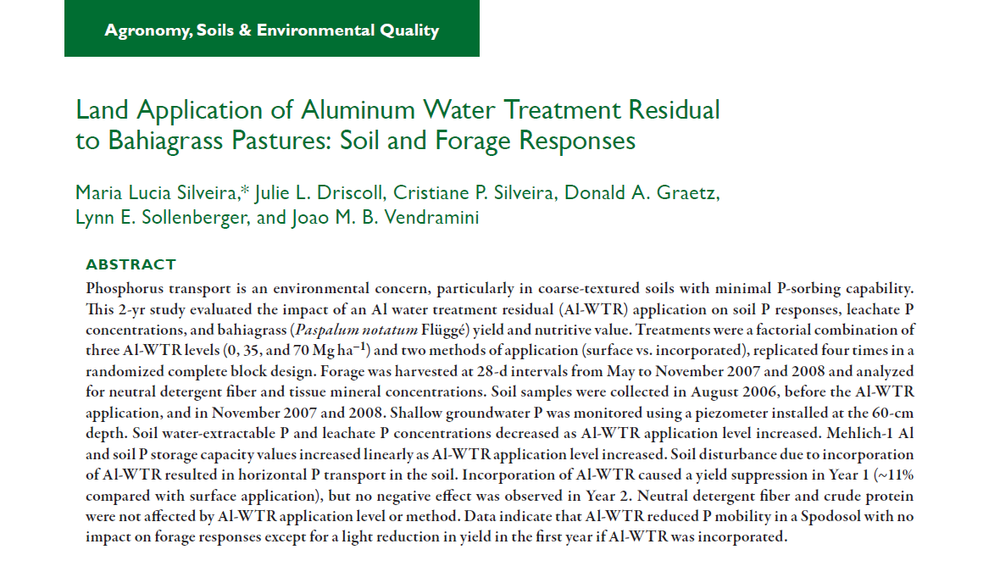 Agronomy, Soils & Environmental Quality
Land Application of Aluminum Water Treatment Residual
to Bahiagrass Pastures: Soil and Forage Responses
Maria Lucia Silveira,* Julie L. Driscoll, Cristiane P. Silveira, Donald A. Graetz,
Lynn E. Sollenberger, and Joao M. B. Vendramini
ABSTRACT
Phosphorus transport is an environmental concern, particularly in coarse-textured soils with minimal P-sorbing capability.
This 2-yr study evaluated the impact of an Al water treatment residual (Al-WTR) application on soil P responses, leachate P
concentrations, and bahiagrass (Paspalum notatum Flüggé) yield and nutritive value. Treatments were a factorial combination of
three Al-WTR levels (0, 35, and 70 Mg ha⁻¹) and two methods of application (surface vs. incorporated), replicated four times in a
randomized complete block design. Forage was harvested at 28-d intervals from May to November 2007 and 2008 and analyzed
for neutral detergent fiber and tissue mineral concentrations. Soil samples were collected in August 2006, before the Al-WTR
application, and in November 2007 and 2008. Shallow groundwater P was monitored using a piezometer installed at the 60-cm
depth. Soil water-extractable P and leachate P concentrations decreased as Al-WTR application level increased. Mehlich-1 Al
and soil P storage capacity values increased linearly as Al-WTR application level increased. Soil disturbance due to incorporation
of Al-WTR resulted in horizontal P transport in the soil. Incorporation of Al-WTR caused a yield suppression in Year 1 (~11%
compared with surface application), but no negative effect was observed in Year 2. Neutral detergent fiber and crude protein
were not affected by Al-WTR application level or method. Data indicate that Al-WTR reduced P mobility in a Spodosol with no
impact on forage responses except for a light reduction in yield in the first year if Al-WTR was incorporated.